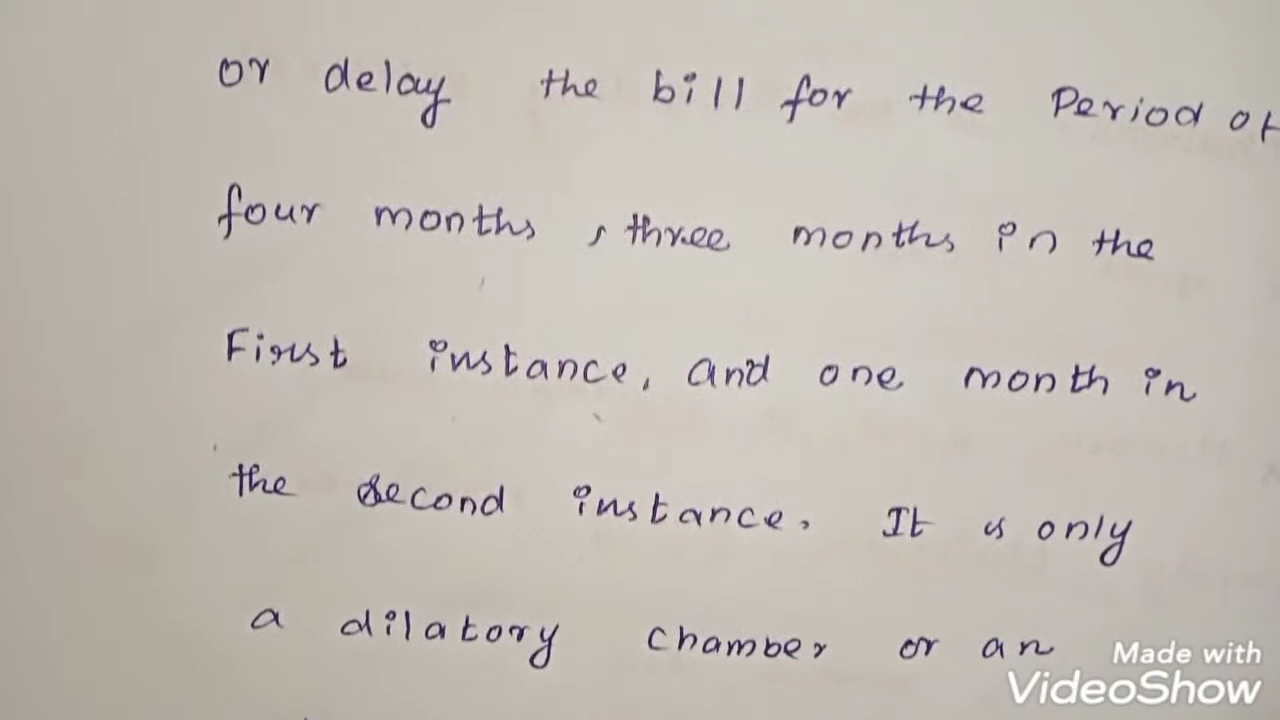 or delay the bill for the Period of
four months, three months in the
First instance, and one month in
the second instance. It is only
a dilatory chamber or an
Made with
VideoShow